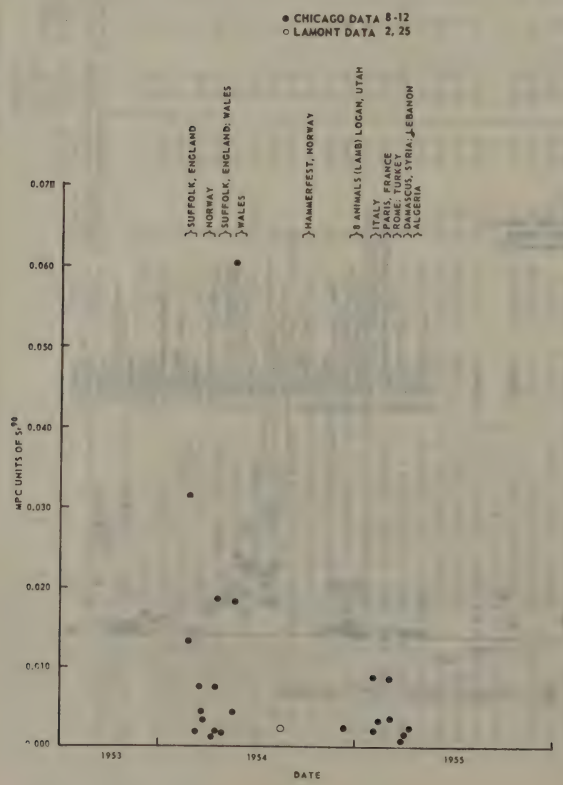 ● CHICAGO DATA 8-12
○ LAMONT DATA 2, 25
}SUFFOLK, ENGLAND
}NORWAY
}SUFFOLK, ENGLAND; WALES
}WALES
}HAMMERFEST, NORWAY
}8 ANIMALS (LAMB) LOGAN, UTAH
}ITALY
}PARIS, FRANCE
}ROME; TURKEY
}DAMASCUS, SYRIA; LEBANON
}ALGERIA
0.070
0.060
0.050
0.040
0.030
0.020
0.010
0.000
MPC UNITS OF Sr90
1953
1954
1955
DATE